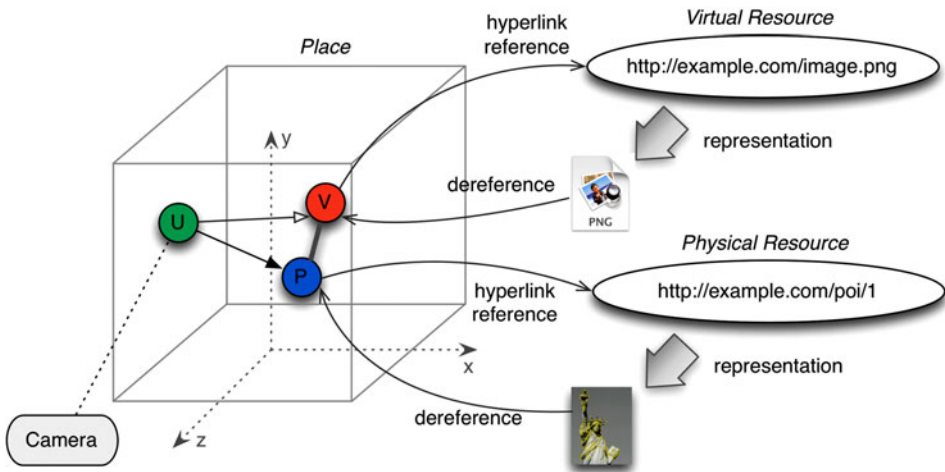 Place
hyperlink
reference
Virtual Resource
http://example.com/image.png
representation
y
V
U
dereference
PNG
Physical Resource
P
hyperlink
reference
http://example.com/poi/1
x
representation
z
dereference
Camera